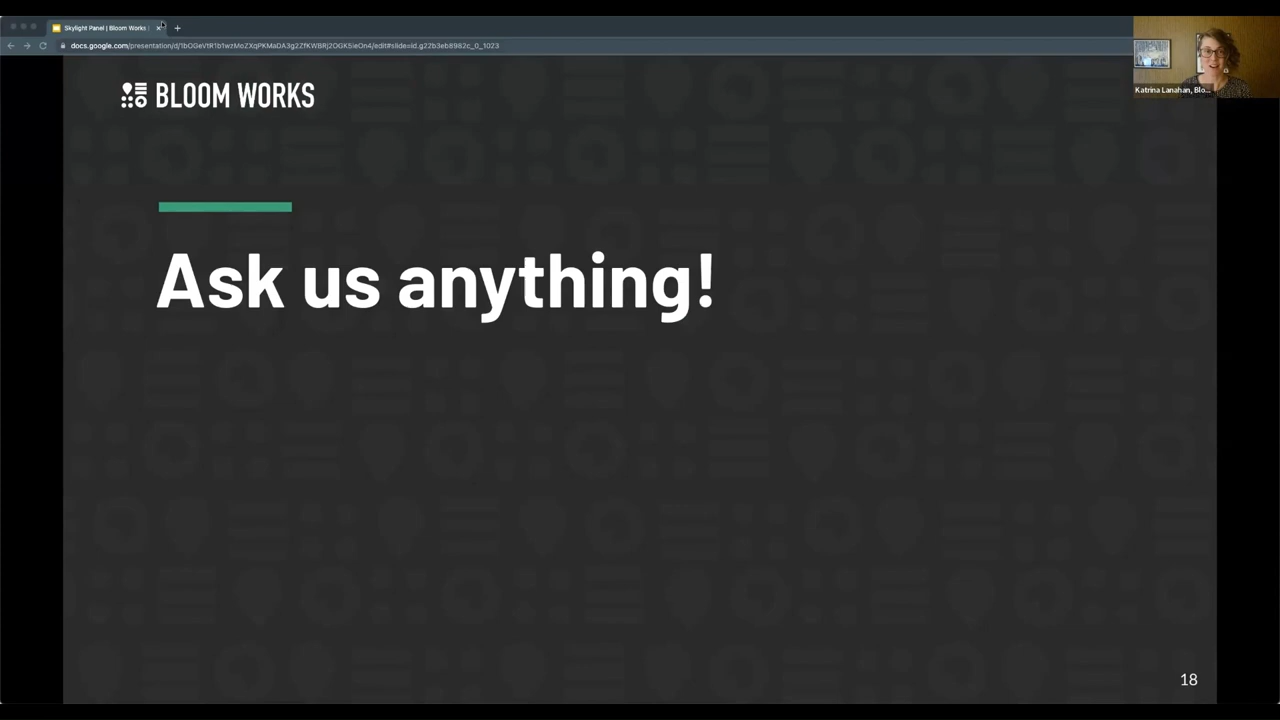 Skylight Panel | Bloom Works
docs.google.com/presentation/d/1bOGeVtR1b1wzMoZXqPKMaDA3g2ZfKWBRj2OGK5ieOn4/edit#slide=id.g22b3eb8982c_0_1023
Katrina Lanahan, Blo...
BLOOM WORKS
Ask us anything!
18